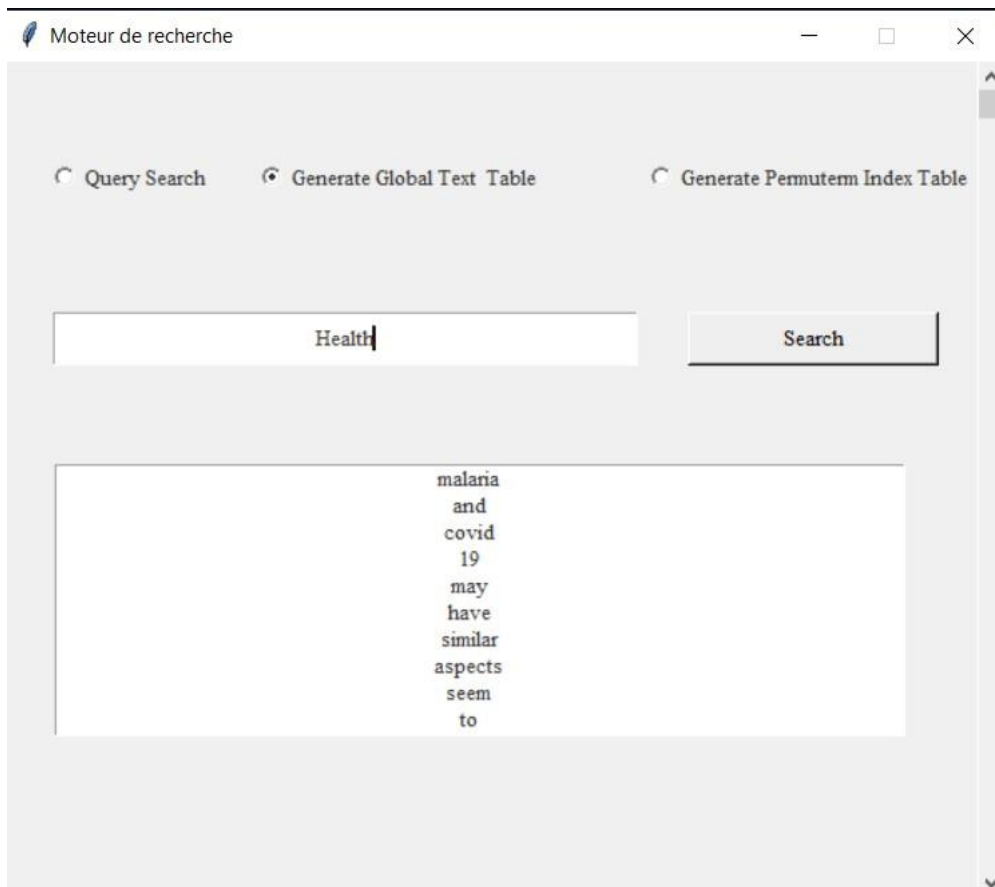 Moteur de recherche
Query Search Generate Global Text Table Generate Permuterm Index Table
Health Search
malaria
and
covid
19
may
have
similar
aspects
seem
to